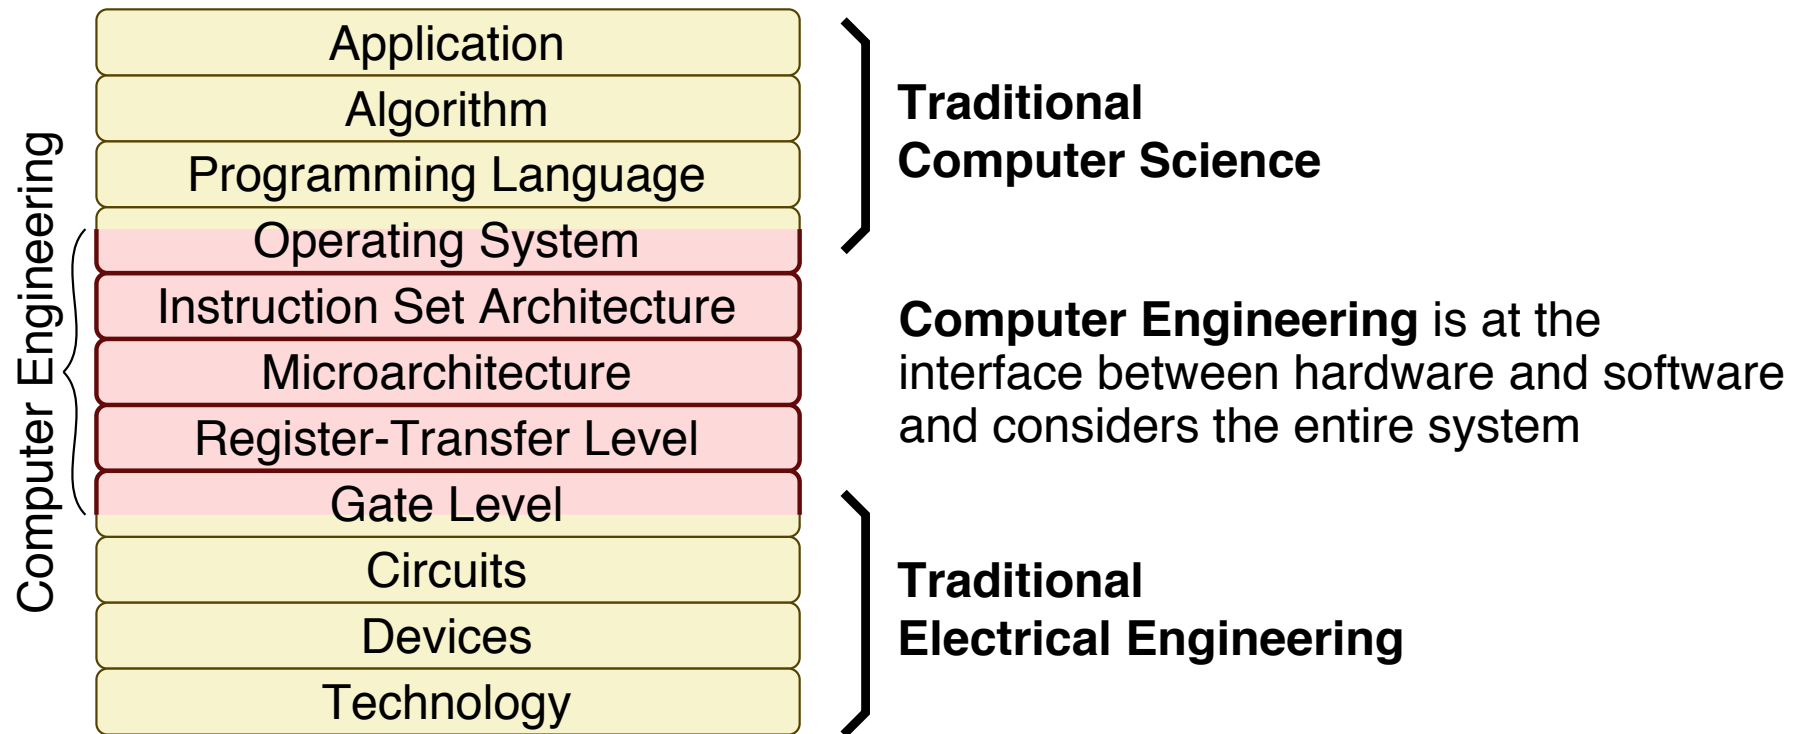 Computer Engineering
Application
Algorithm
Programming Language
Operating System
Instruction Set Architecture
Microarchitecture
Register-Transfer Level
Gate Level
Circuits
Devices
Technology
Traditional
Computer Science
Computer Engineering is at the
interface between hardware and software
and considers the entire system
Traditional
Electrical Engineering